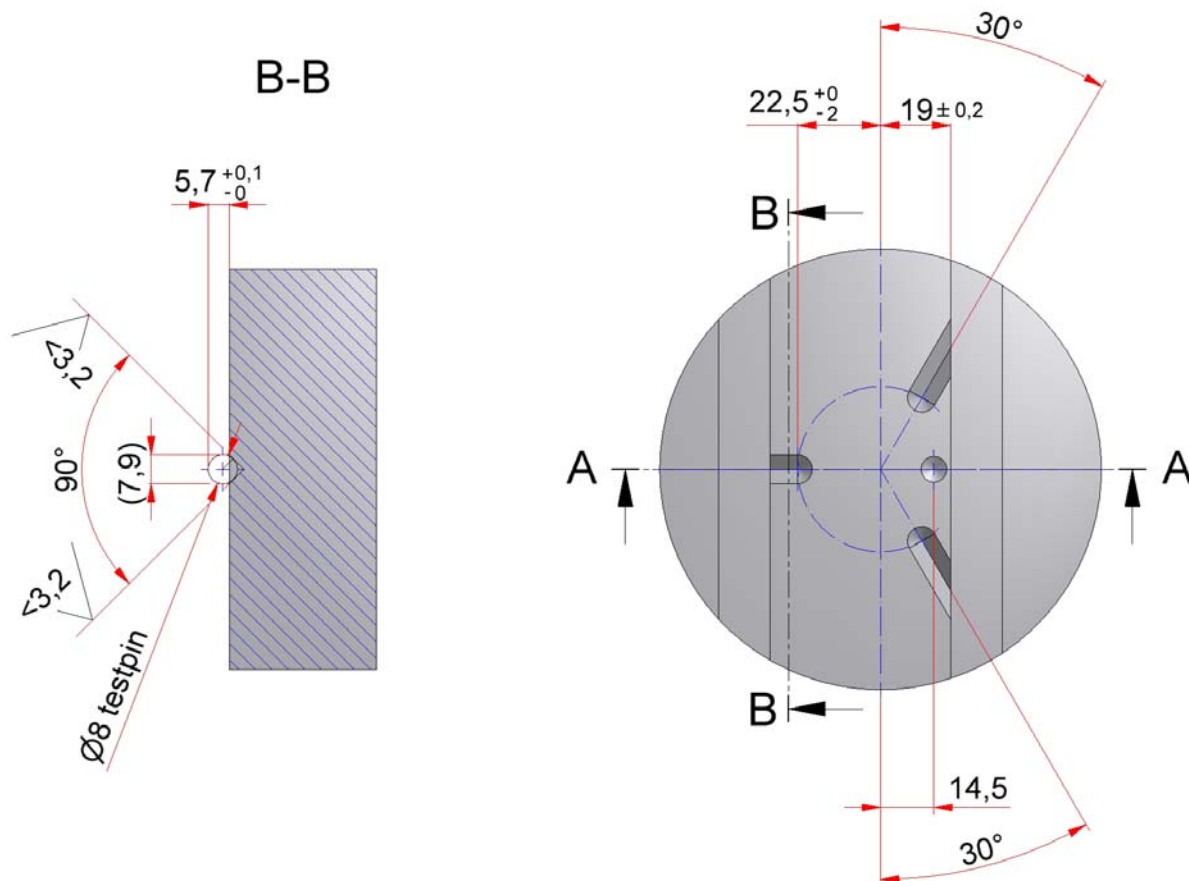 B-B
30°
22,5 +0 -2
19 ±0,2
5,7 +0,1 -0
B
<3,2
90°
(7,9)
A
A
<3,2
Ø8 testpin
B
14,5
30°